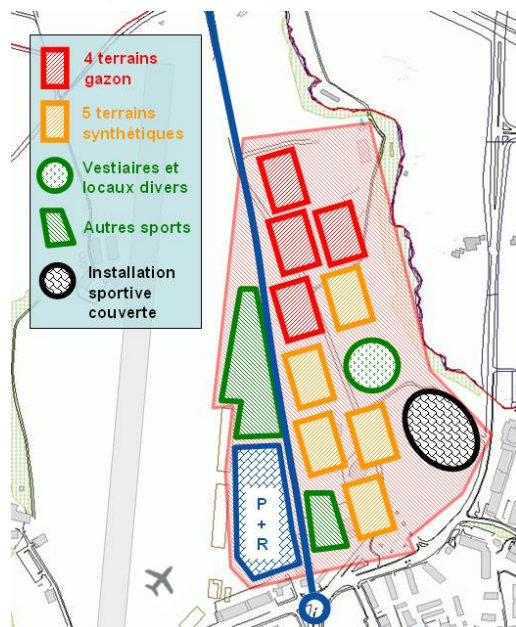 4 terrains
gazon
5 terrains
synthétiques
Vestiaires et
locaux divers
Autres sports
Installation
sportive
couverte
P
+
R